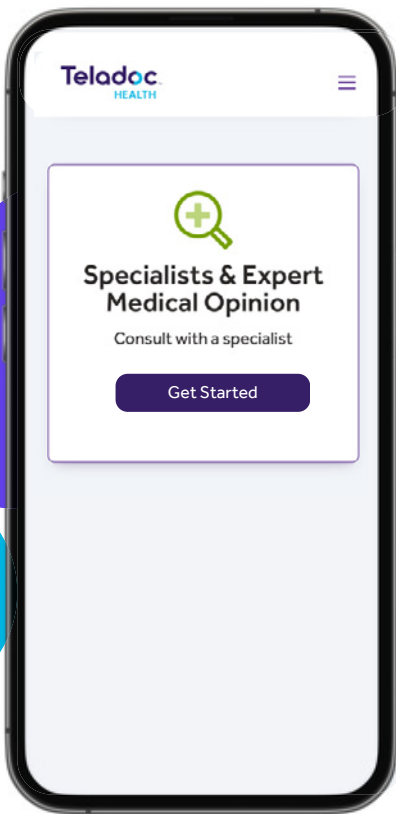 Teladoc
HEALTH
Specialists & Expert
Medical Opinion
Consult with a specialist
Get Started